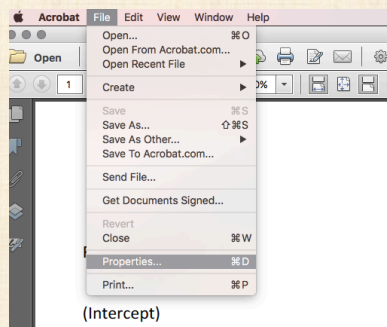 Acrobat File Edit View Window Help
Open... ⌘O
Open From Acrobat.com...
Open
Open Recent File ▶
1
Create ▶
0%
Save ⌘S
Save As... ⇧⌘S
Save As Other... ▶
Save To Acrobat.com...
Send File...
Get Documents Signed...
Revert
Close ⌘W
Properties... ⌘D
Print... ⌘P
(Intercept)